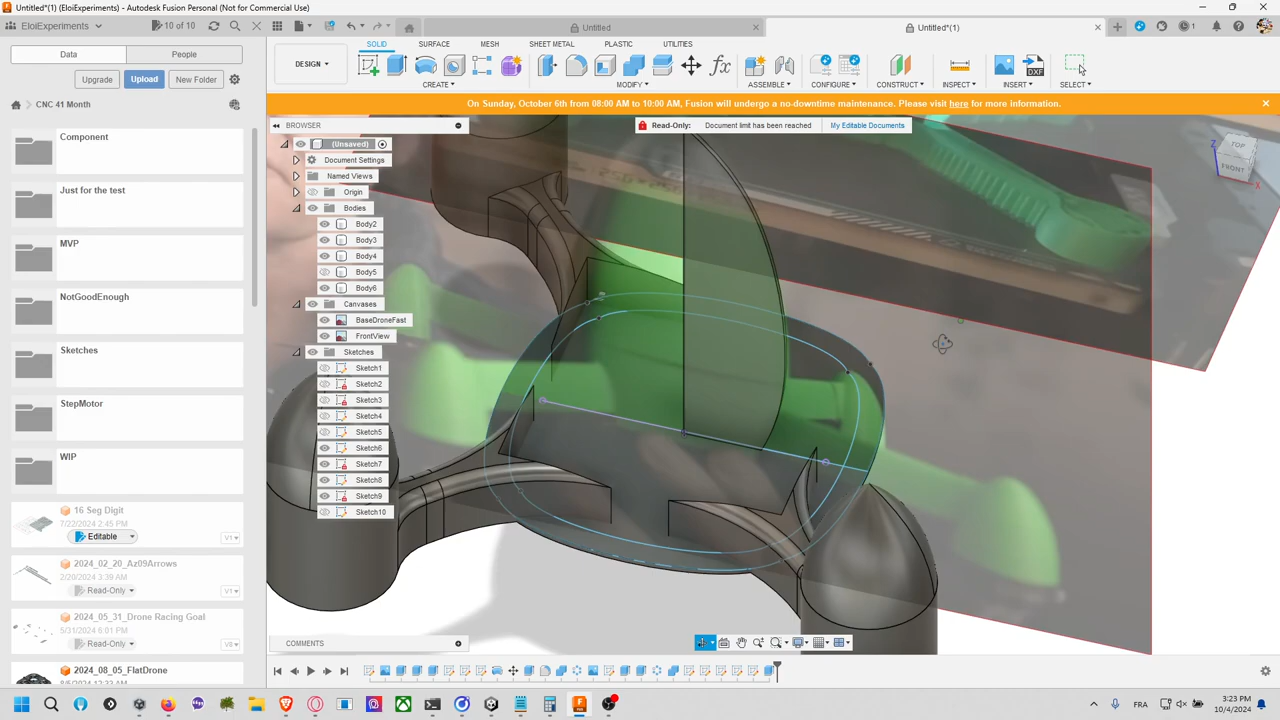 Untitled*(1) (EloiExperiments) - Autodesk Fusion Personal (Not for Commercial Use)
EloiExperiments
10 of 10
Untitled
Untitled*(1)
1
Data
People
Upgrade
Upload
New Folder
CNC 41 Month
Component
Just for the test
MVP
NotGoodEnough
Sketches
StepMotor
WIP
16 Seg Digit
7/22/2024 2:45 PM
Editable
V1
2024_02_20_Az09Arrows
2/20/2024 3:39 AM
Read-Only
V1
2024_05_31_Drone Racing Goal
5/31/2024 6:01 PM
Read-Only
V2
2024_08_05_FlatDrone
SOLID
SURFACE
MESH
SHEET METAL
PLASTIC
UTILITIES
DESIGN
CREATE
MODIFY
ASSEMBLE
CONFIGURE
CONSTRUCT
INSPECT
INSERT
SELECT
DXF
On Sunday, October 6th from 08:00 AM to 10:00 AM, Fusion will undergo a no-downtime maintenance. Please visit here for more information.
BROWSER
Read-Only: Document limit has been reached
My Editable Documents
(Unsaved)
Document Settings
Named Views
Origin
Bodies
Body2
Body3
Body4
Body5
Body6
Canvases
BaseDroneFast
FrontView
Sketches
Sketch1
Sketch2
Sketch3
Sketch4
Sketch5
Sketch6
Sketch7
Sketch8
Sketch9
Sketch10
TOP
FRONT
Z
X
COMMENTS
FRA
3:23 PM
10/4/2024